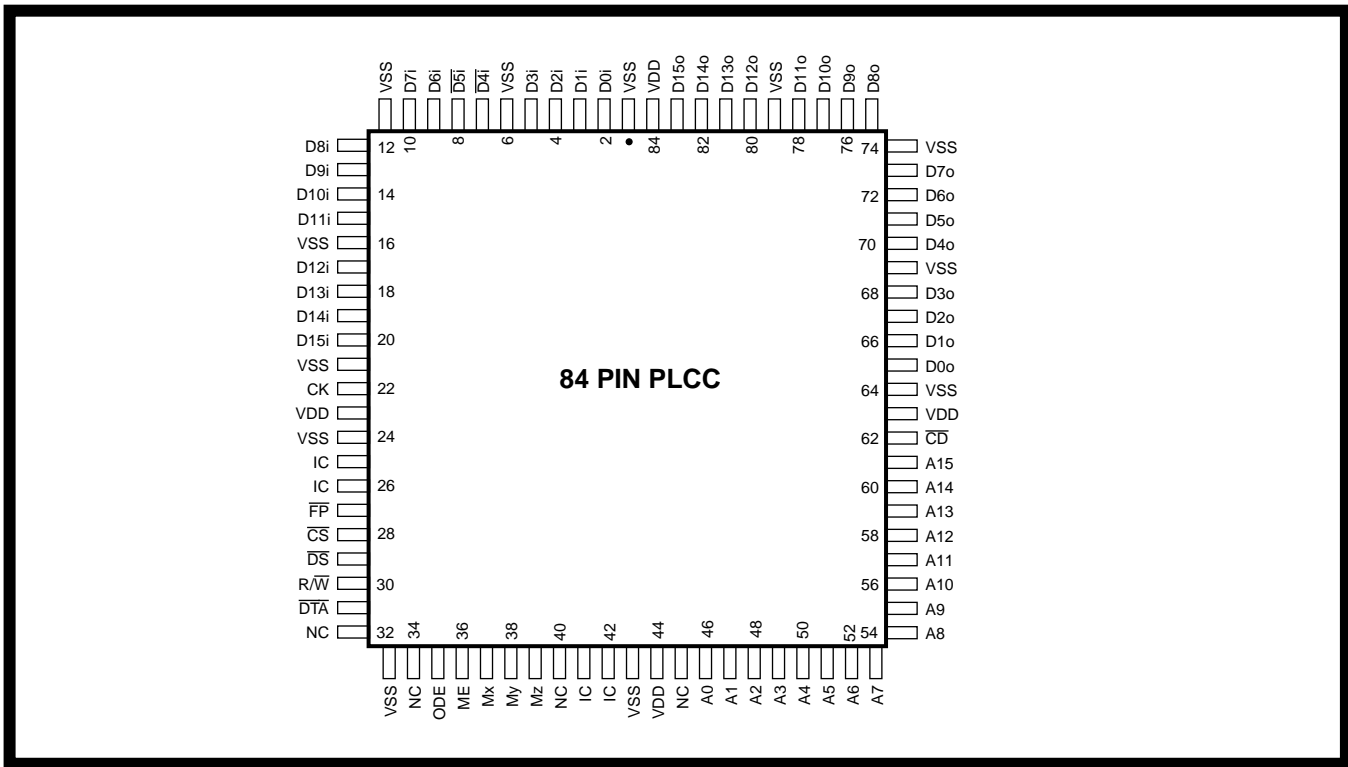 VSS D7i D6i D5i D4i VSS D3i D2i D1i D0i VSS VDD D15o D14o D13o D12o VSS D11o D10o D9o D8o
10 8 6 4 2 84 82 80 78 76
D8i 12 74 VSS
D9i D7o
D10i 14 72 D6o
D11i D5o
VSS 16 70 D4o
D12i VSS
D13i 18 68 D3o
D14i D2o
D15i 20 66 D1o
VSS D0o
84 PIN PLCC
CK 22 64 VSS
VDD VDD
VSS 24 62 CD
IC A15
IC 26 60 A14
FP A13
CS 28 58 A12
DS A11
R/W 30 56 A10
DTA A9
NC 32 54 A8
34 36 38 40 42 44 46 48 50 52
VSS NC ODE ME Mx My Mz NC IC IC VSS VDD NC A0 A1 A2 A3 A4 A5 A6 A7